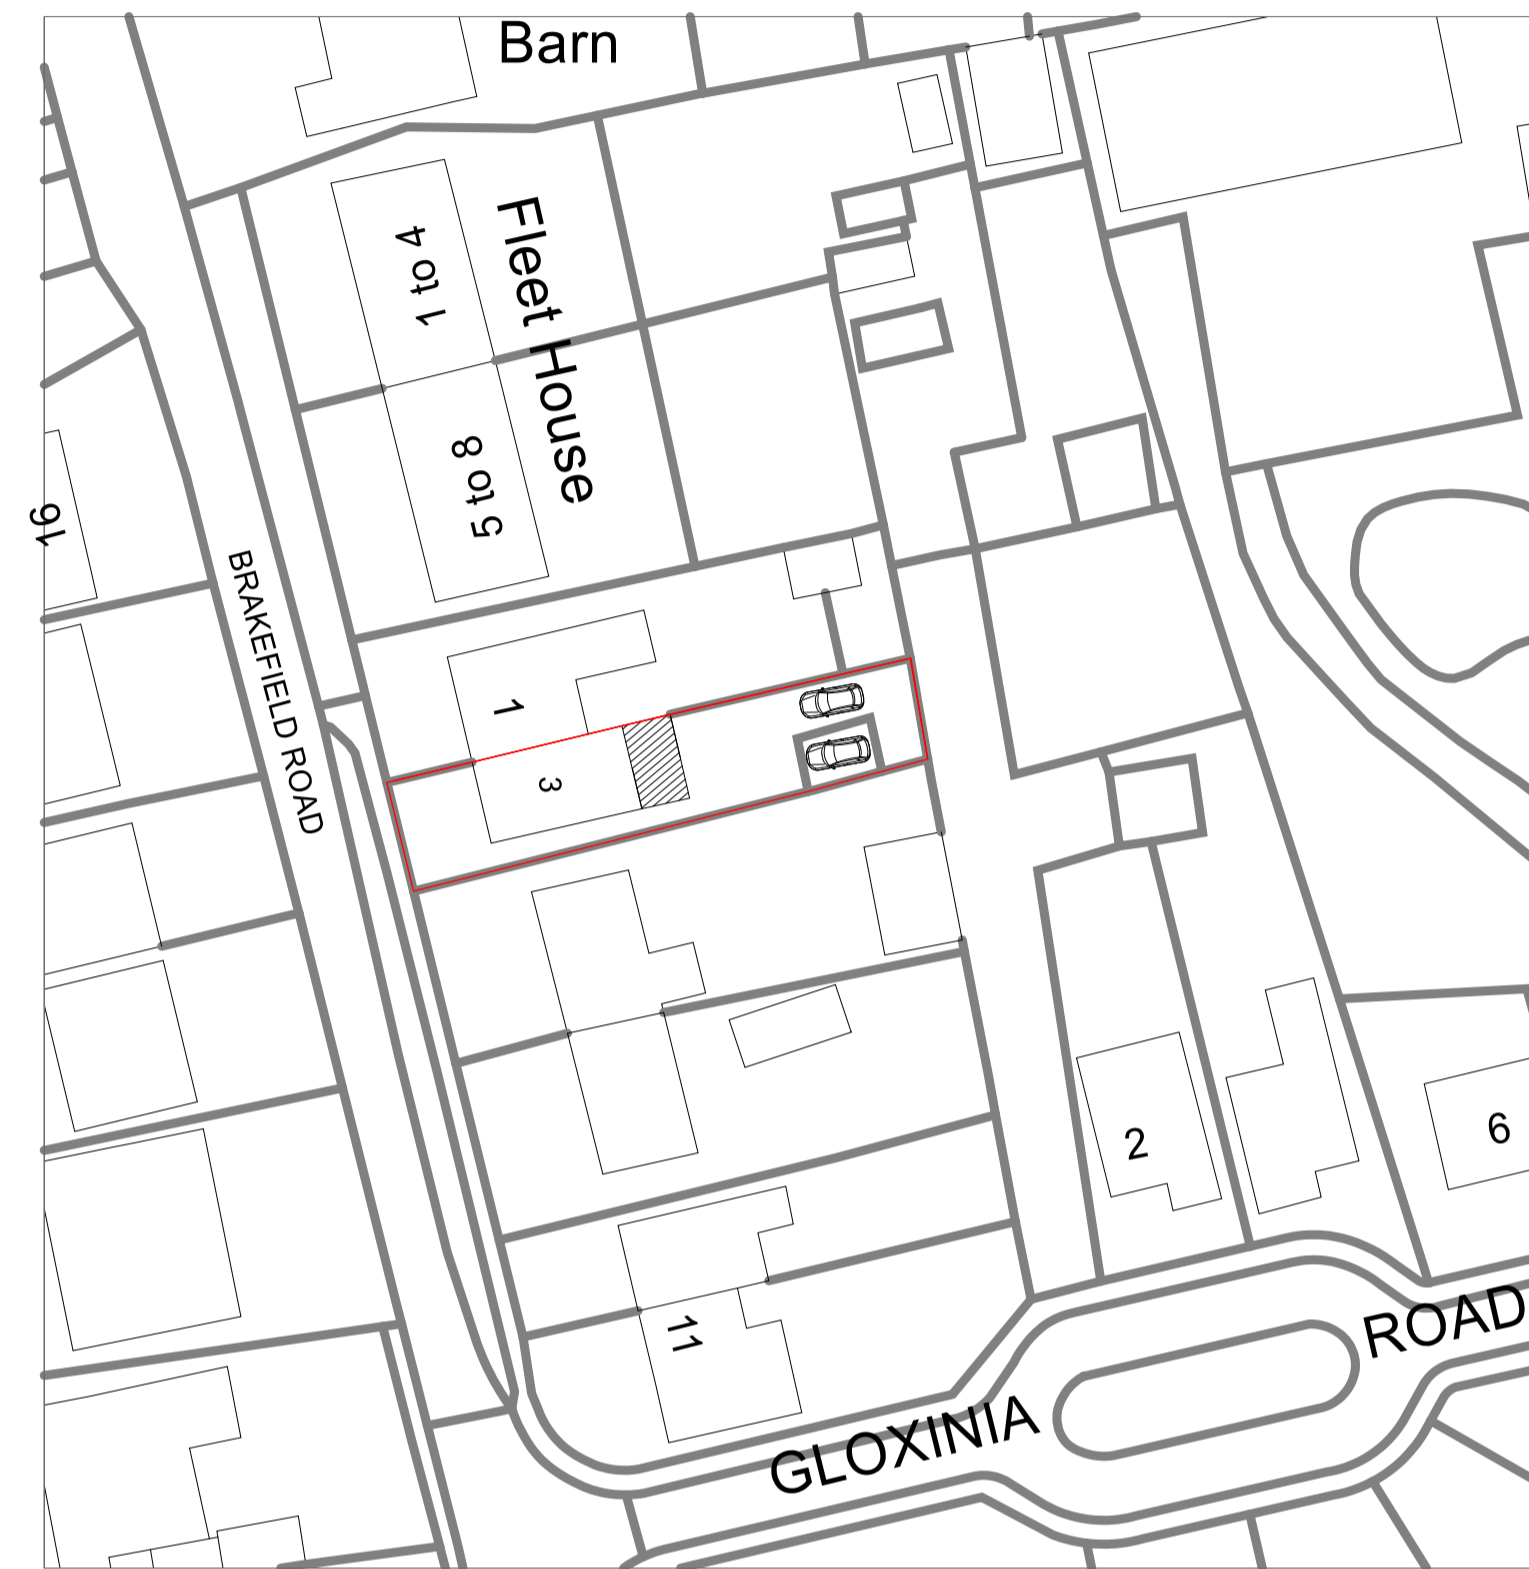 Barn
4 to 1
Fleet House
8 to 5
16
BRAKEFIELD ROAD
1
3
2
6
11
GLOXINIA
ROAD